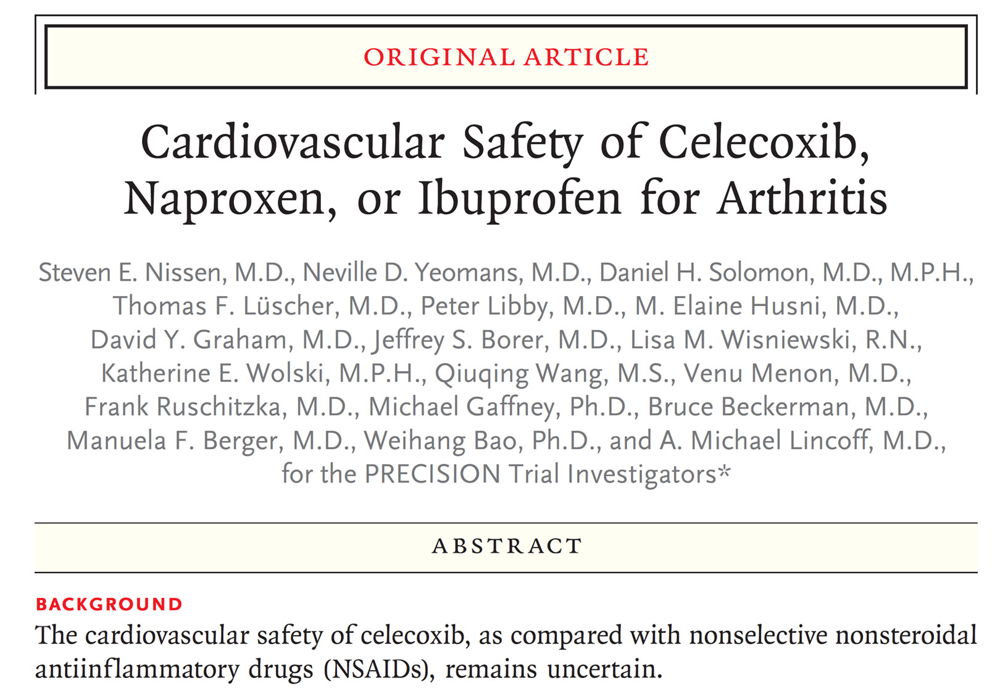 ORIGINAL ARTICLE
Cardiovascular Safety of Celecoxib,
Naproxen, or Ibuprofen for Arthritis
Steven E. Nissen, M.D., Neville D. Yeomans, M.D., Daniel H. Solomon, M.D., M.P.H.,
Thomas F. Lüscher, M.D., Peter Libby, M.D., M. Elaine Husni, M.D.,
David Y. Graham, M.D., Jeffrey S. Borer, M.D., Lisa M. Wisniewski, R.N.,
Katherine E. Wolski, M.P.H., Qiuqing Wang, M.S., Venu Menon, M.D.,
Frank Ruschitzka, M.D., Michael Gaffney, Ph.D., Bruce Beckerman, M.D.,
Manuela F. Berger, M.D., Weihang Bao, Ph.D., and A. Michael Lincoff, M.D.,
for the PRECISION Trial Investigators*
ABSTRACT
BACKGROUND
The cardiovascular safety of celecoxib, as compared with nonselective nonsteroidal
antiinflammatory drugs (NSAIDs), remains uncertain.